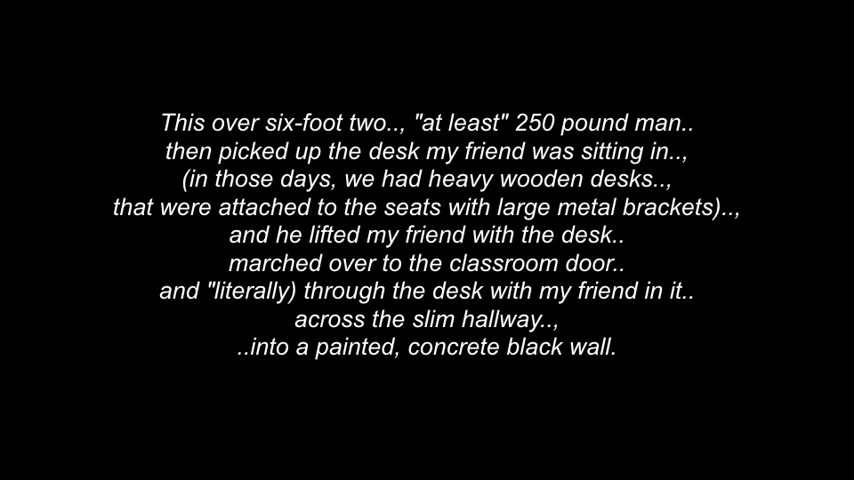 This over six-foot two.., "at least" 250 pound man..
then picked up the desk my friend was sitting in..,
(in those days, we had heavy wooden desks..,
that were attached to the seats with large metal brackets)..,
and he lifted my friend with the desk..
marched over to the classroom door..
and "literally) through the desk with my friend in it..
across the slim hallway..,
..into a painted, concrete black wall.